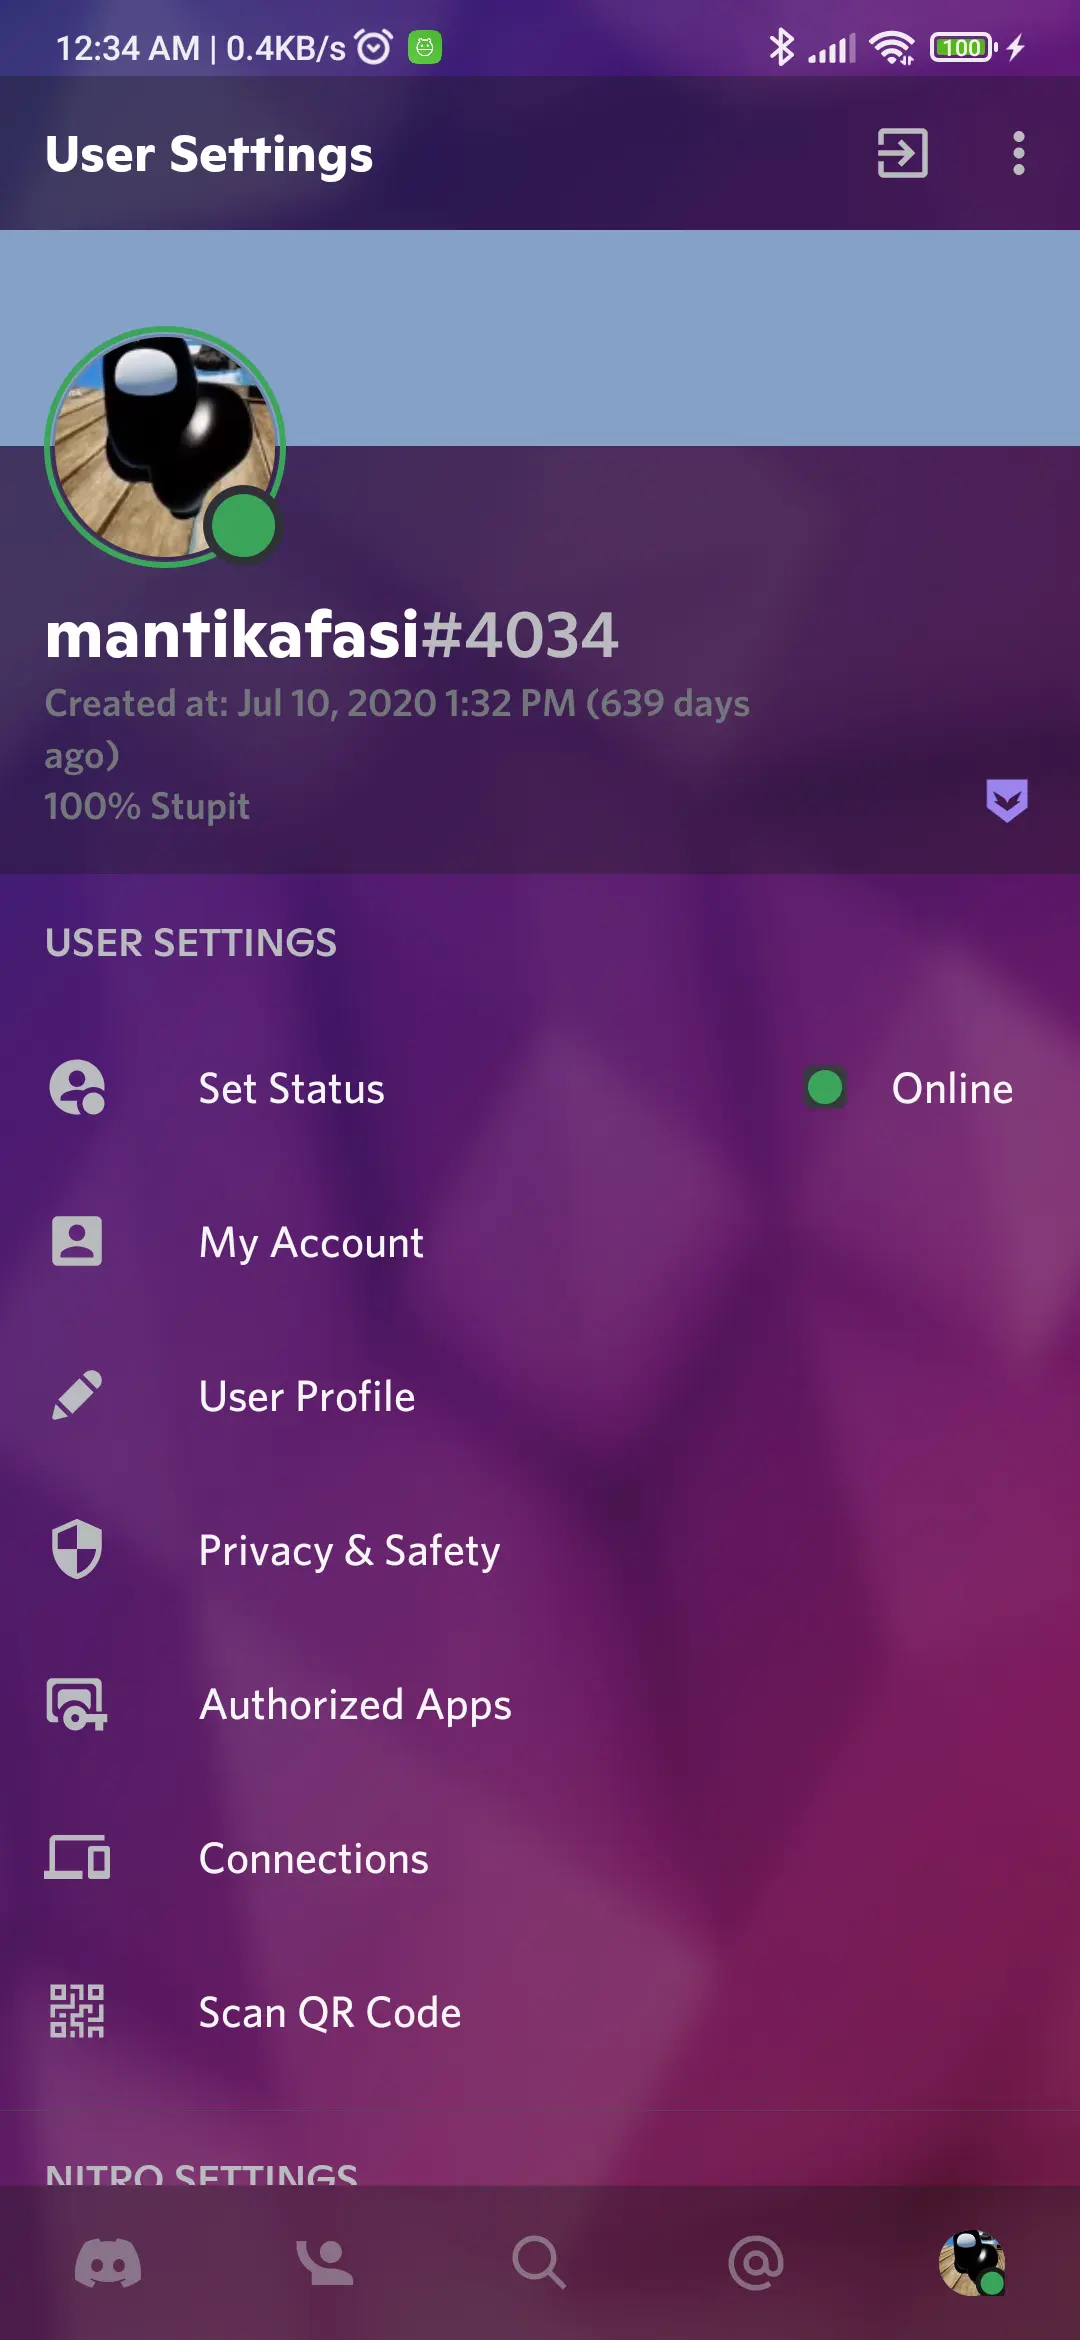 12:34 AM | 0.4KB/s
100
User Settings
mantikafasi#4034
Created at: Jul 10, 2020 1:32 PM (639 days
ago)
100% Stupit
USER SETTINGS
Set Status
Online
My Account
User Profile
Privacy & Safety
Authorized Apps
Connections
Scan QR Code
NITRO SETTINGS